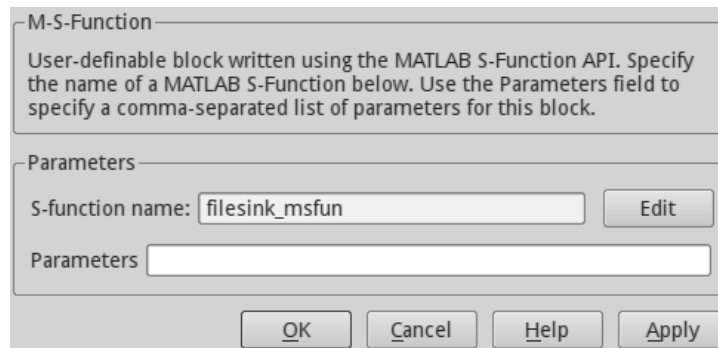 M-S-Function
User-definable block written using the MATLAB S-Function API. Specify
the name of a MATLAB S-Function below. Use the Parameters field to
specify a comma-separated list of parameters for this block.
Parameters
S-function name: filesink_msfun Edit
Parameters
OK Cancel Help Apply